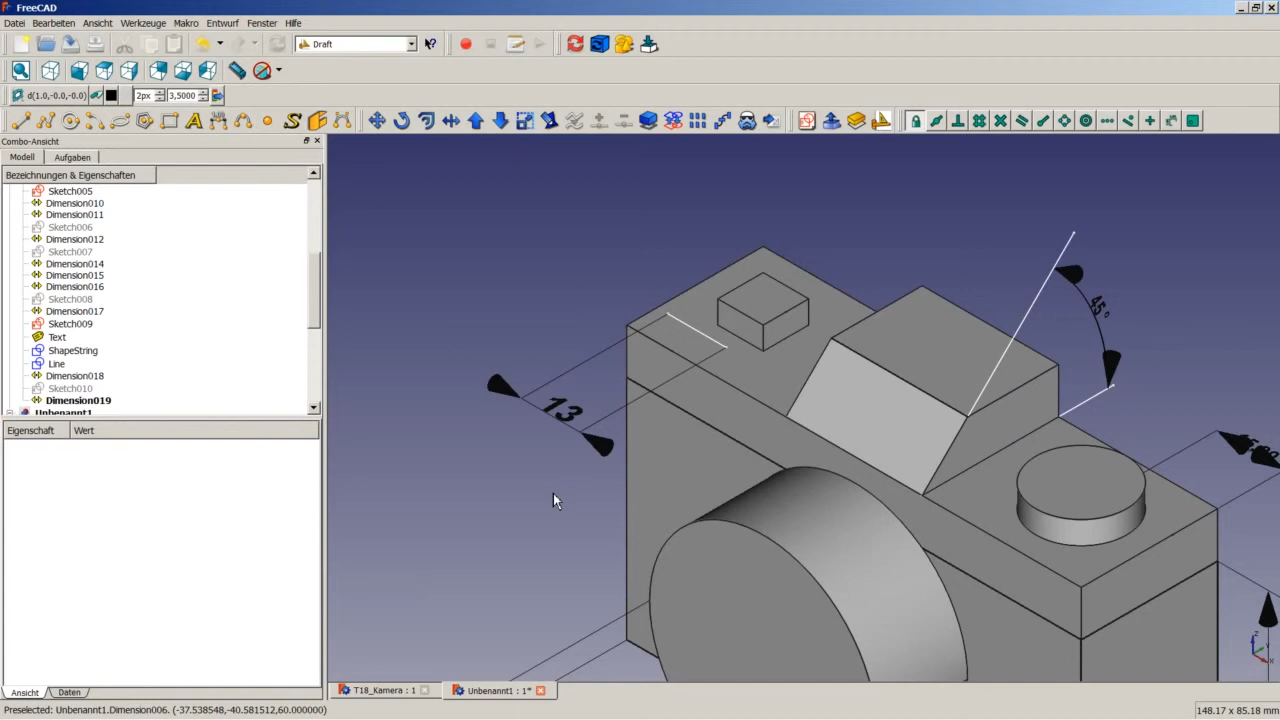 FreeCAD
Datei Bearbeiten Ansicht Werkzeuge Makro Entwurf Fenster Hilfe
Draft
d(1.0,-0.0,-0.0) 2px 3,5000
Combo-Ansicht
Modell Aufgaben
Bezeichnungen & Eigenschaften
Sketch005
Dimension010
Dimension011
Sketch006
Dimension012
Sketch007
Dimension014
Dimension015
Dimension016
Sketch008
Dimension017
Sketch009
Text
ShapeString
Line
Dimension018
Sketch010
Dimension019
Unbenannt1
Eigenschaft Wert
45°
13
Ansicht Daten
T18_Kamera : 1 Unbenannt1 : 1*
Preselected: Unbenannt1.Dimension006. (-37.538548, -40.581512,60.000000)
148.17 x 85.18 mm